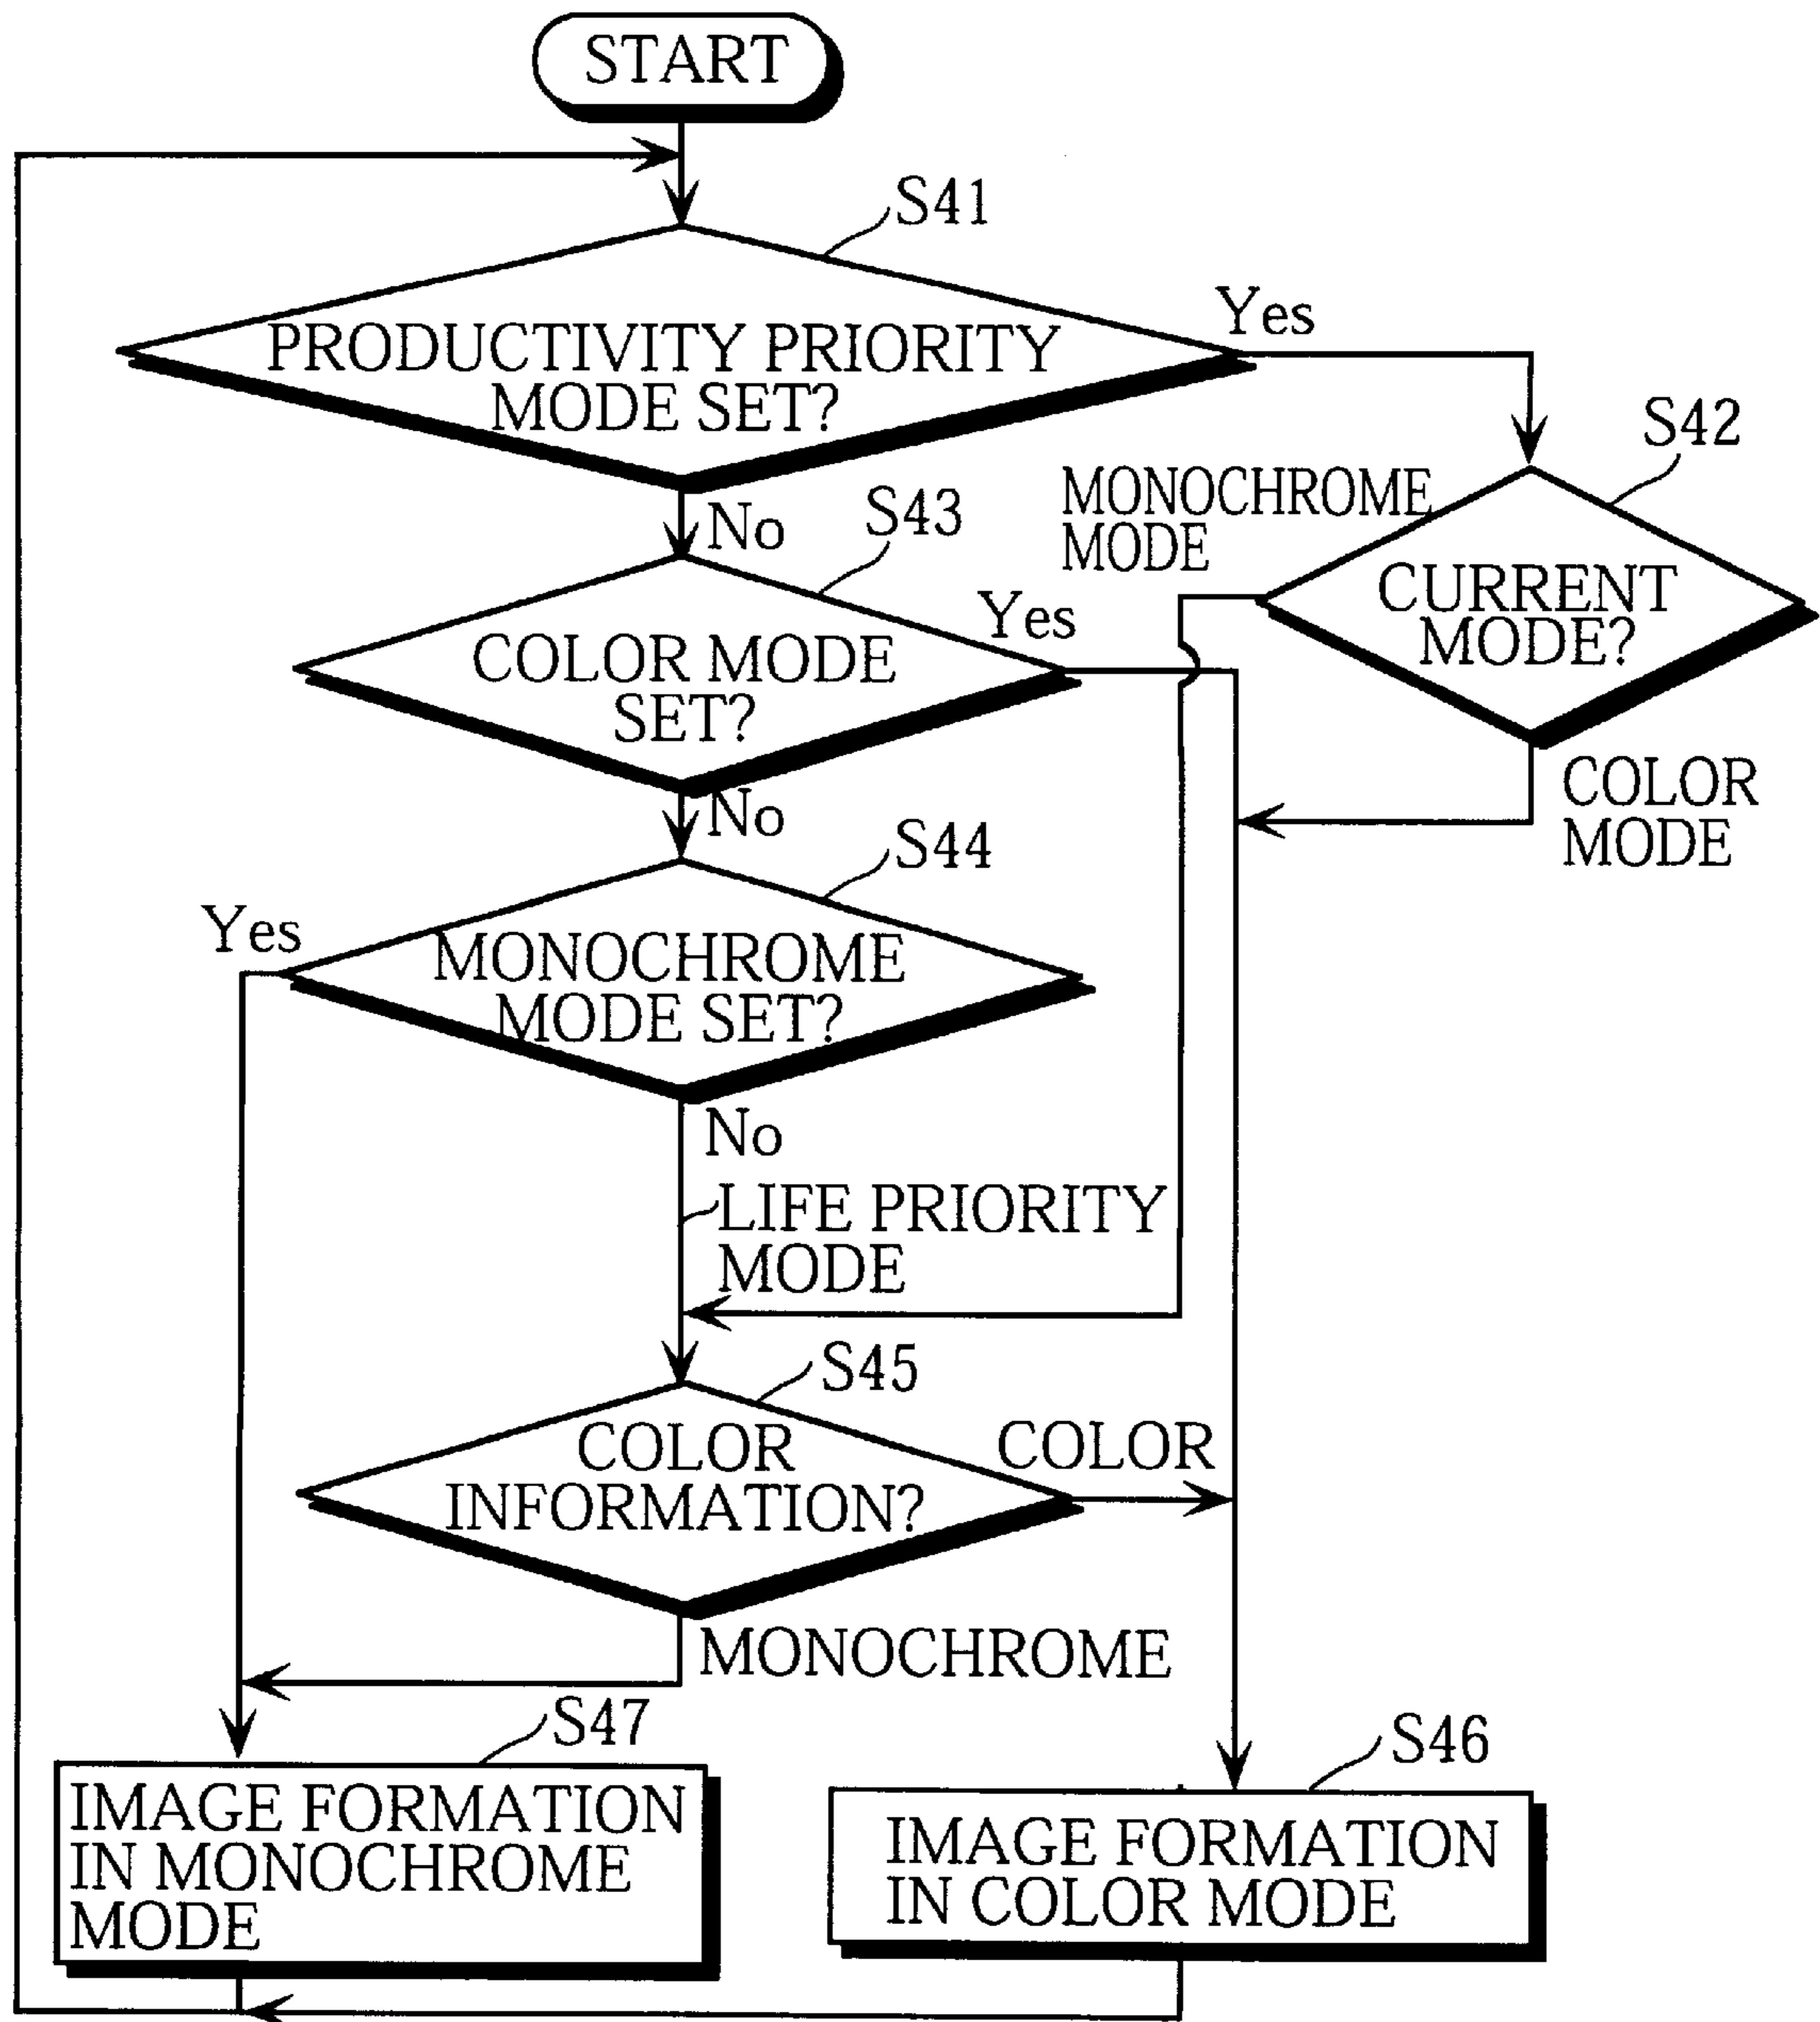 START
S41
PRODUCTIVITY PRIORITY
MODE SET?
Yes
S42
MONOCHROME
MODE
CURRENT
MODE?
COLOR
MODE
No
S43
COLOR MODE
SET?
Yes
No
S44
Yes
MONOCHROME
MODE SET?
No
LIFE PRIORITY
MODE
S45
COLOR
INFORMATION?
COLOR
MONOCHROME
S47
IMAGE FORMATION
IN MONOCHROME
MODE
S46
IMAGE FORMATION
IN COLOR MODE